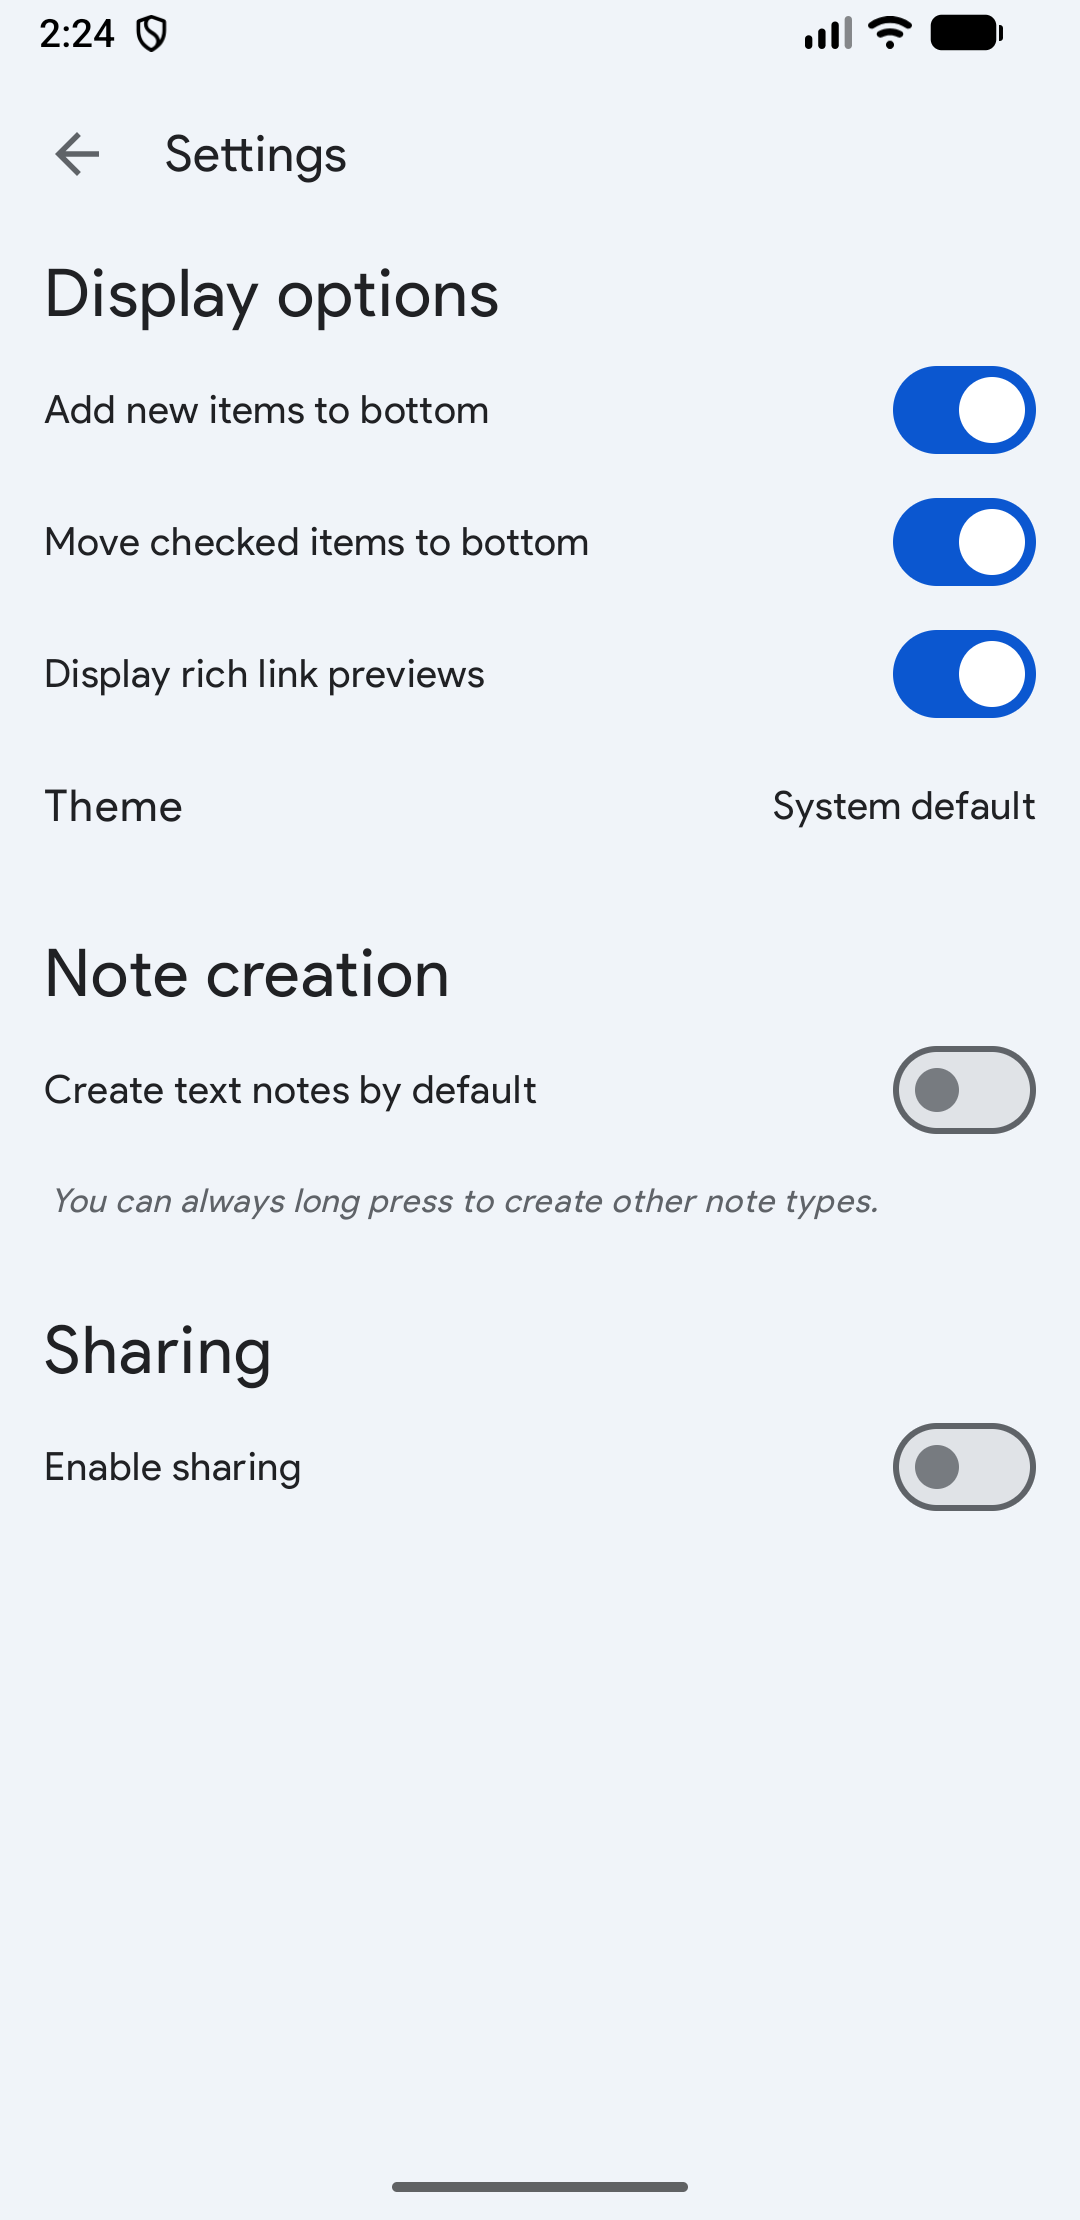 2:24
Settings
Display options
Add new items to bottom
Move checked items to bottom
Display rich link previews
Theme
System default
Note creation
Create text notes by default
You can always long press to create other note types.
Sharing
Enable sharing